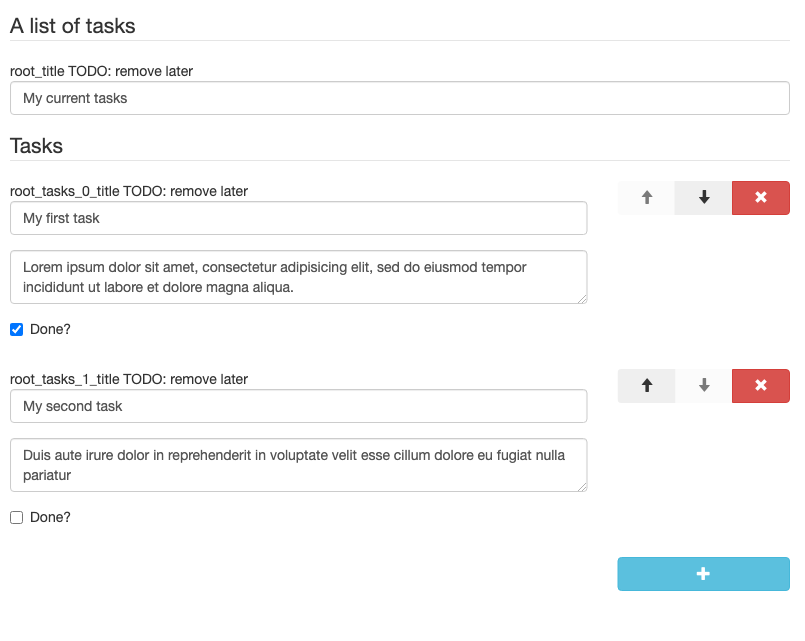 A list of tasks
root_title TODO: remove later
My current tasks
Tasks
root_tasks_0_title TODO: remove later
My first task
Lorem ipsum dolor sit amet, consectetur adipisicing elit, sed do eiusmod tempor
incididunt ut labore et dolore magna aliqua.
Done?
root_tasks_1_title TODO: remove later
My second task
Duis aute irure dolor in reprehenderit in voluptate velit esse cillum dolore eu fugiat nulla
pariatur
Done?